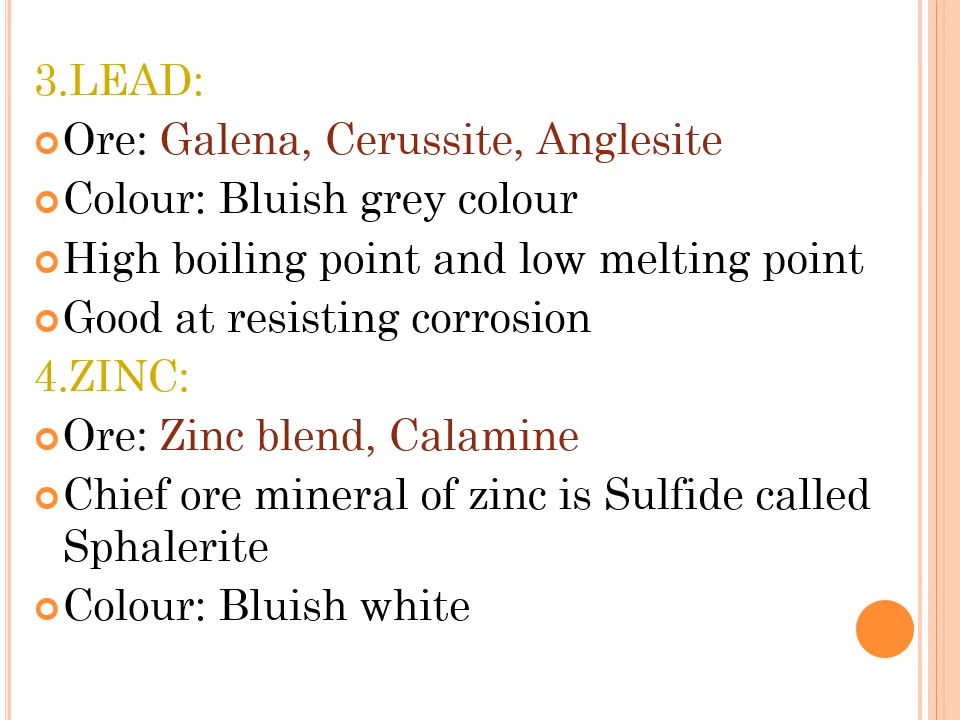 3.LEAD:
Ore: Galena, Cerussite, Anglesite
Colour: Bluish grey colour
High boiling point and low melting point
Good at resisting corrosion
4.ZINC:
Ore: Zinc blend, Calamine
Chief ore mineral of zinc is Sulfide called
Sphalerite
Colour: Bluish white